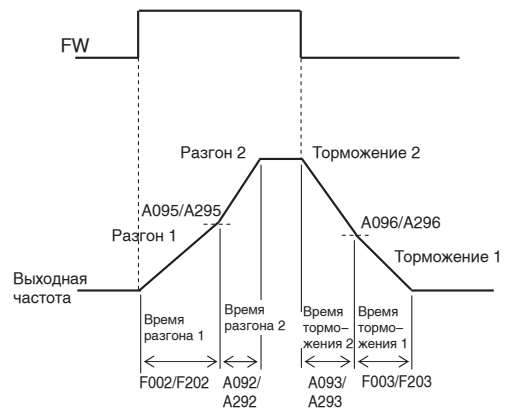 FW
Разгон 2
Торможение 2
A095/A295
A096/A296
Разгон 1
Торможение 1
Выходная
частота
Время
разгона 1
Время
разгона 2
Время
тормо–
жения 2
Время
тормо–
жения 1
F002/F202
A092/
A292
A093/
A293
F003/F203